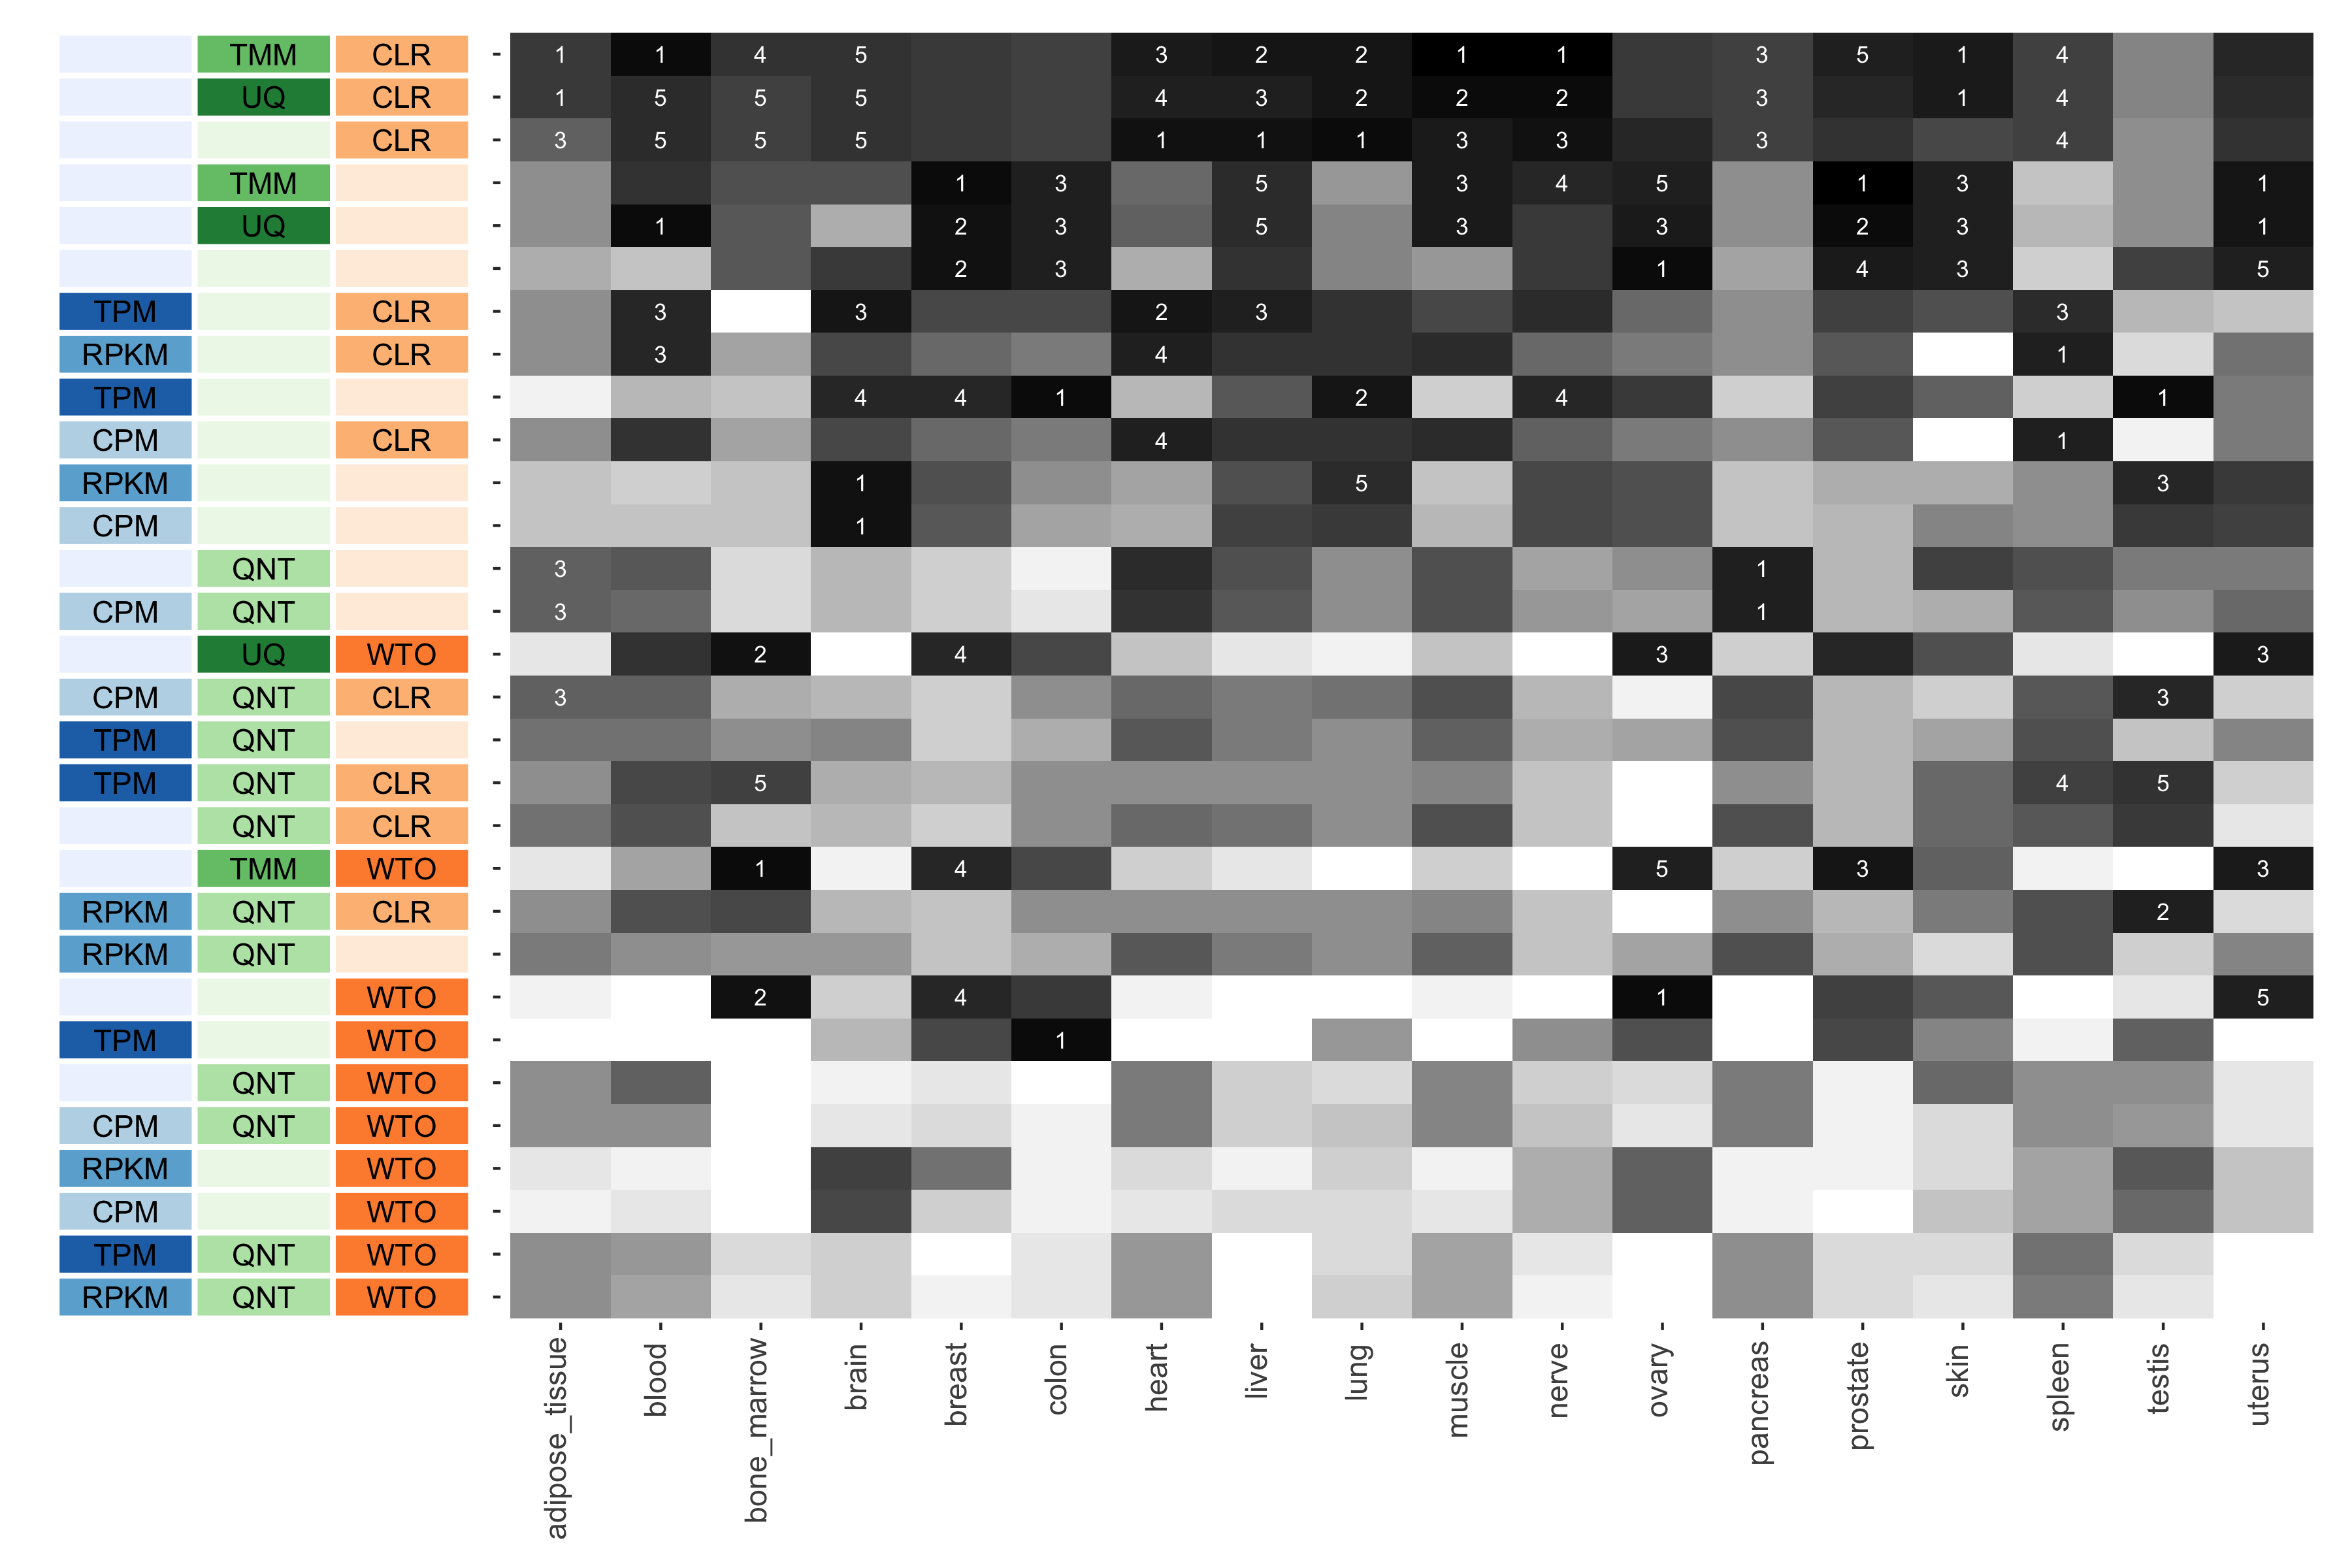 TMM CLR - 1 1 4 5 3 2 2 1 1 3 5 1 4
UQ CLR - 1 5 5 5 4 3 2 2 2 3 1 4
CLR - 3 5 5 5 1 1 1 3 3 3 4
TMM - 1 3 5 3 4 5 1 3 1
UQ - 1 2 3 5 3 3 2 3 1
- 2 3 1 4 3 5
TPM CLR - 3 3 2 3 3
RPKM CLR - 3 4 1
TPM - 4 4 1 2 4 1
CPM CLR - 4 1
RPKM - 1 5 3
CPM - 1
QNT - 3 1
CPM QNT - 3 1
UQ WTO - 2 4 3 3
CPM QNT CLR - 3 3
TPM QNT -
TPM QNT CLR - 5 4 5
QNT CLR -
TMM WTO - 1 4 5 3 3
RPKM QNT CLR - 2
RPKM QNT -
WTO - 2 4 1 5
TPM WTO - 1
QNT WTO -
CPM QNT WTO -
RPKM WTO -
CPM WTO -
TPM QNT WTO -
RPKM QNT WTO -
adipose_tissue
blood
bone_marrow
brain
breast
colon
heart
liver
lung
muscle
nerve
ovary
pancreas
prostate
skin
spleen
testis
uterus